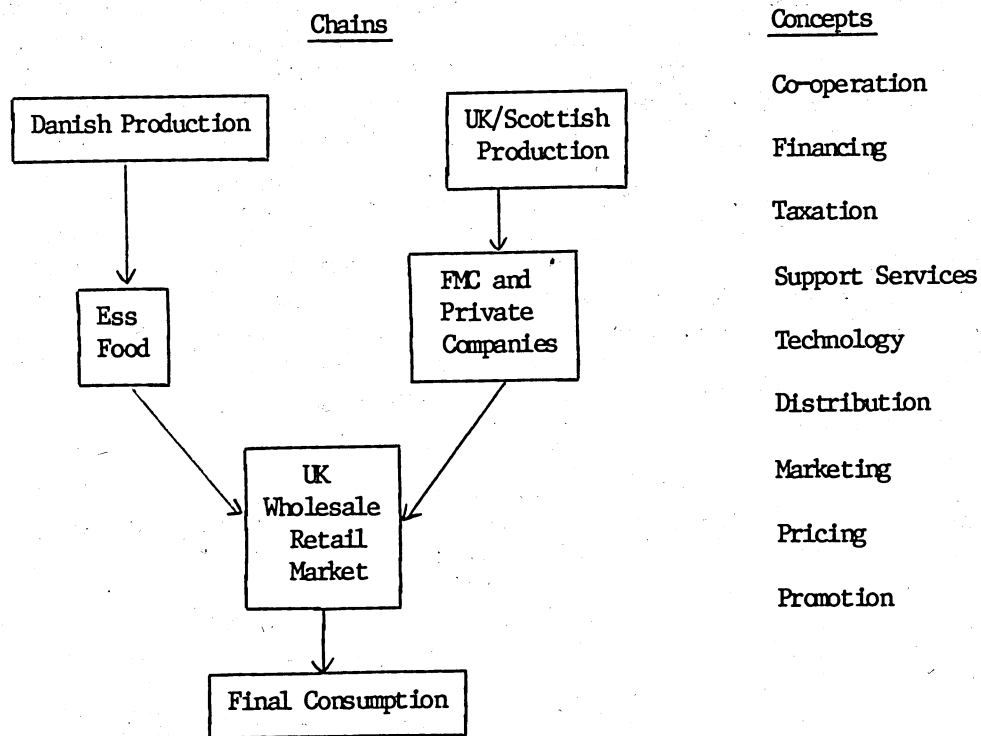 Chains
Danish Production
UK/Scottish
Production
Ess
Food
FMC and
Private
Companies
UK
Wholesale
Retail
Market
Final Consumption
Concepts
Co-operation
Financing
Taxation
Support Services
Technology
Distribution
Marketing
Pricing
Promotion